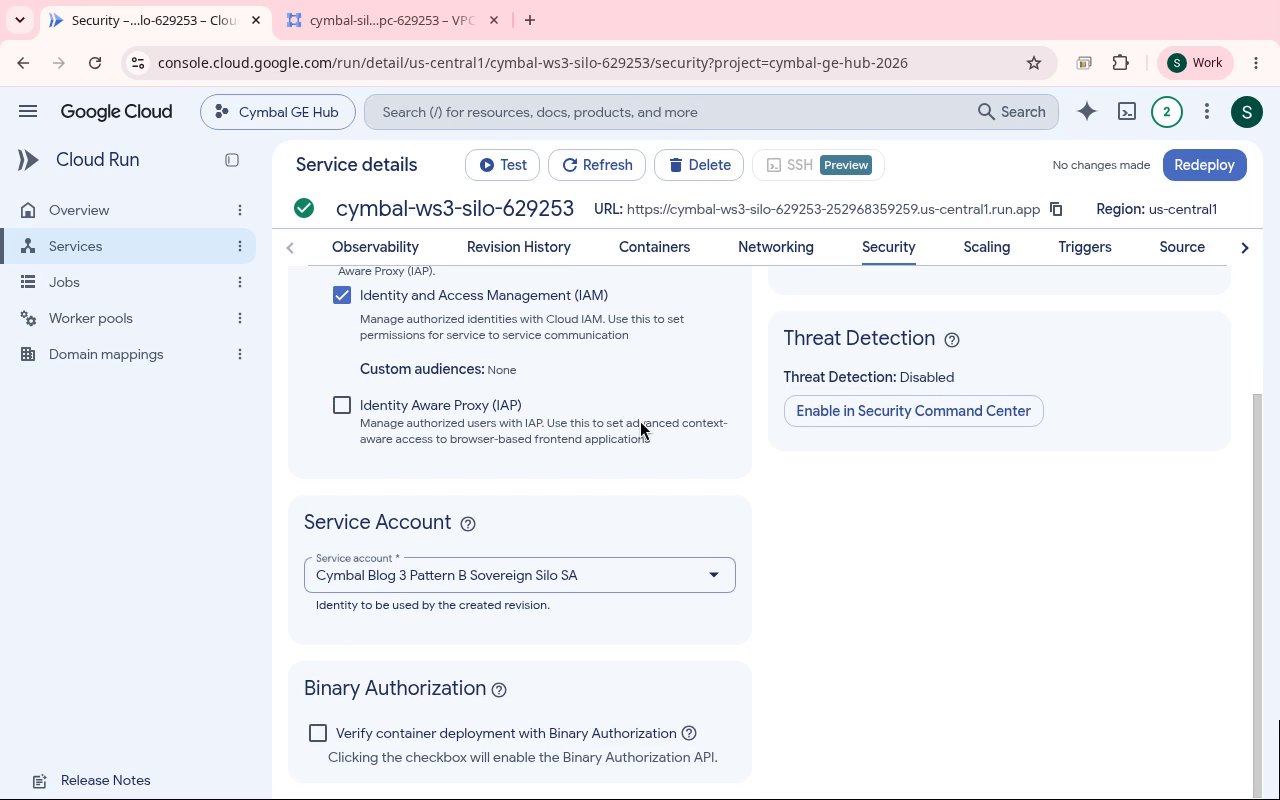 Security –...lo-629253 – Clou
cymbal-sil...pc-629253 – VPC
console.cloud.google.com/run/detail/us-central1/cymbal-ws3-silo-629253/security?project=cymbal-ge-hub-2026
S
Work
Google Cloud
Cymbal GE Hub
Search (/) for resources, docs, products, and more
Search
2
S
Cloud Run
Overview
Services
Jobs
Worker pools
Domain mappings
Release Notes
Service details
Test
Refresh
Delete
SSH
Preview
No changes made
Redeploy
cymbal-ws3-silo-629253
URL: https://cymbal-ws3-silo-629253-252968359259.us-central1.run.app
Region: us-central1
Observability
Revision History
Containers
Networking
Security
Scaling
Triggers
Source
Aware Proxy (IAP).
Identity and Access Management (IAM)
Manage authorized identities with Cloud IAM. Use this to set
permissions for service to service communication
Custom audiences: None
Identity Aware Proxy (IAP)
Manage authorized users with IAP. Use this to set advanced context-
aware access to browser-based frontend applications
Service Account
Service account *
Cymbal Blog 3 Pattern B Sovereign Silo SA
Identity to be used by the created revision.
Binary Authorization
Verify container deployment with Binary Authorization
Clicking the checkbox will enable the Binary Authorization API.
Threat Detection
Threat Detection: Disabled
Enable in Security Command Center